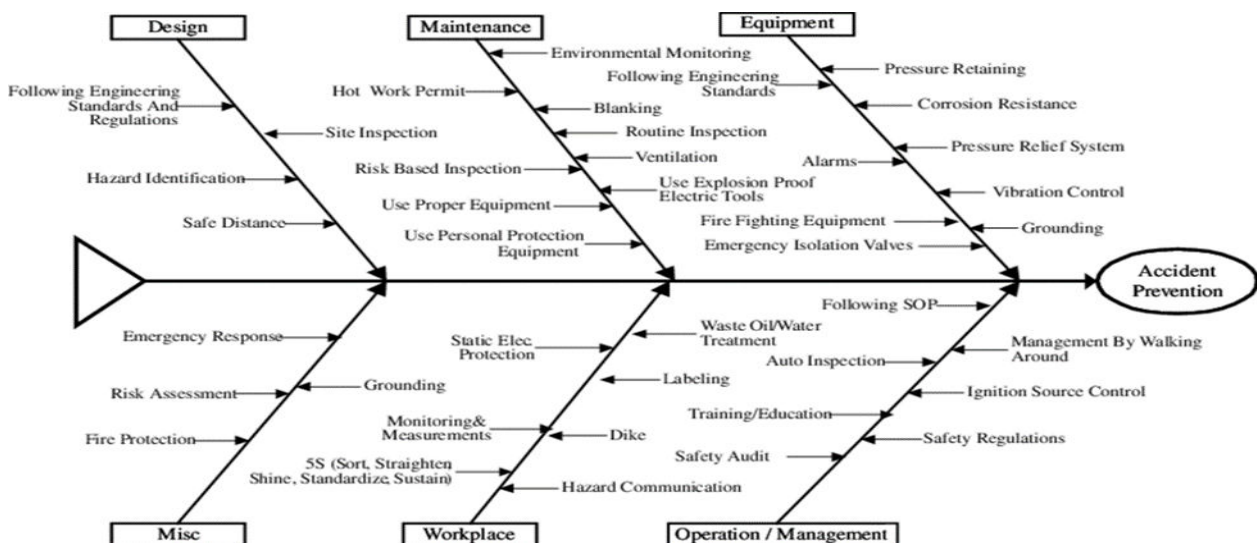 Design
Maintenance
Equipment
Following Engineering
Standards And
Regulations
Site Inspection
Hazard Identification
Safe Distance
Environmental Monitoring
Hot Work Permit
Blanking
Routine Inspection
Ventilation
Risk Based Inspection
Use Explosion Proof
Electric Tools
Use Proper Equipment
Use Personal Protection
Equipment
Pressure Retaining
Following Engineering
Standards
Corrosion Resistance
Pressure Relief System
Alarms
Vibration Control
Fire Fighting Equipment
Grounding
Emergency Isolation Valves
Accident
Prevention
Emergency Response
Grounding
Risk Assessment
Fire Protection
Static Elec.
Protection
Waste Oil/Water
Treatment
Labeling
Monitoring&
Measurements
Dike
5S (Sort, Straighten,
Shine, Standardize, Sustain)
Hazard Communication
Following SOP
Management By Walking
Around
Auto Inspection
Ignition Source Control
Training/Education
Safety Regulations
Safety Audit
Misc
Workplace
Operation / Management